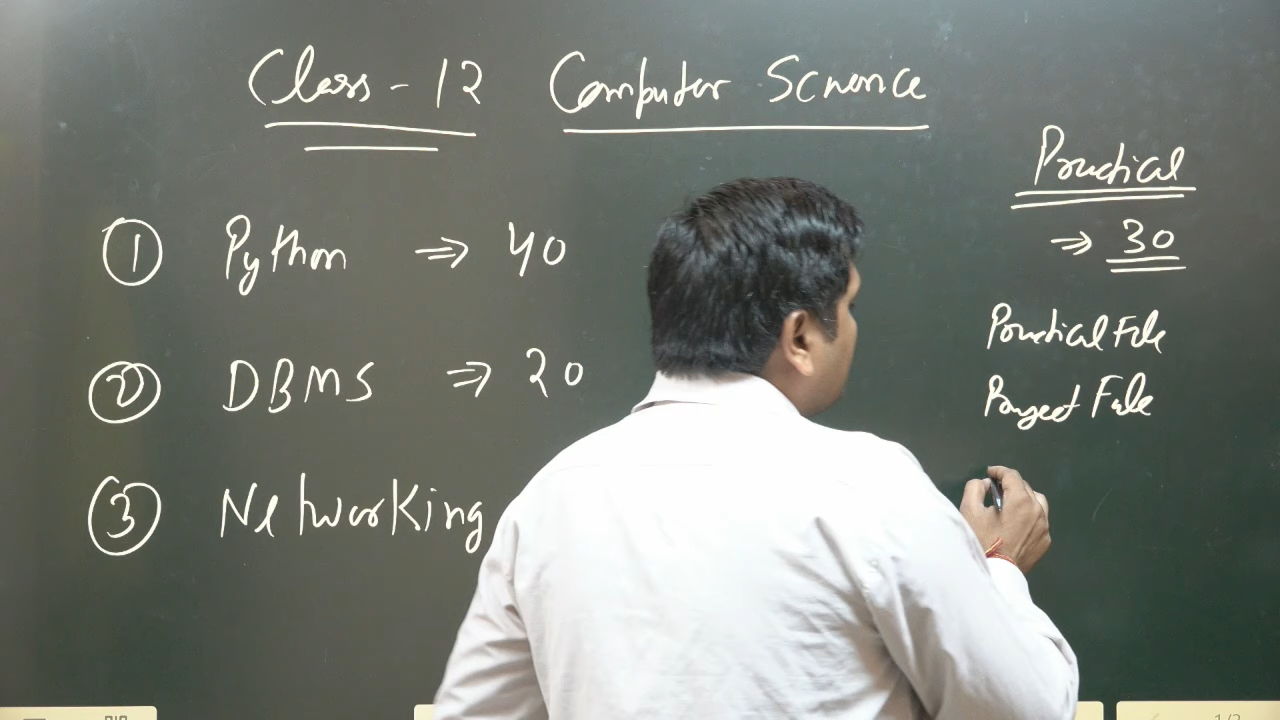 Class - 12 Computer Science
① Python ⇒ 40
② DBMS ⇒ 20
③ Networking
Practical
⇒ 30
Practical File
Project File